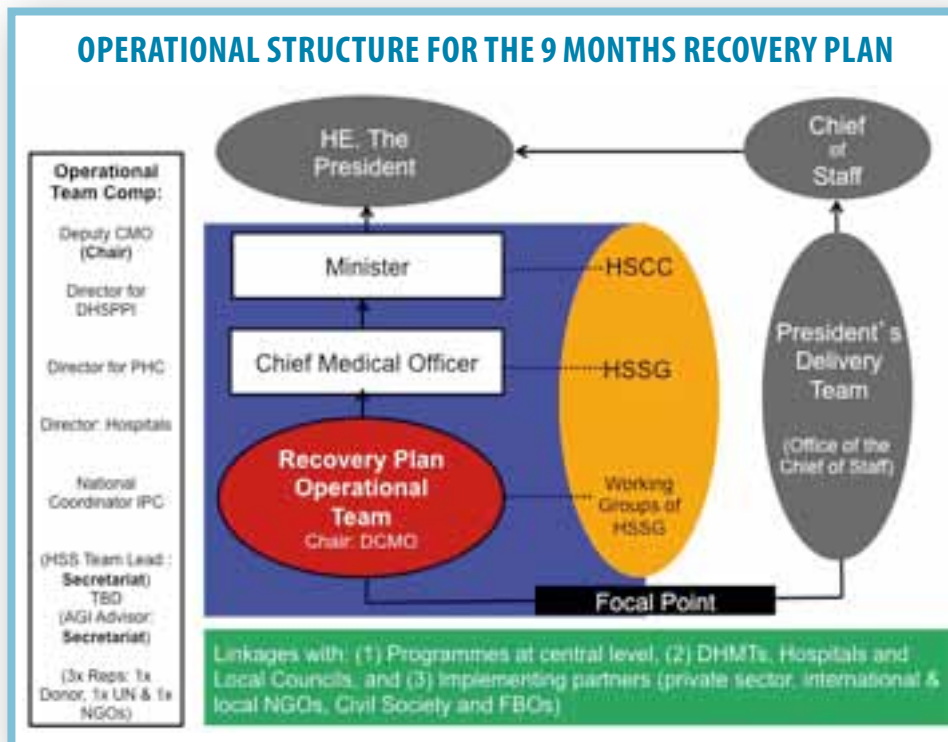 OPERATIONAL STRUCTURE FOR THE 9 MONTHS RECOVERY PLAN
HE. The
President
Chief
of
Staff
Operational
Team Comp:
Deputy CMO
(Chair)
Director for
DHSPPI
Director for PHC
Director: Hospitals
National
Coordinator IPC
(HSS Team Lead :
Secretariat)
TBD
(AGI Advisor:
Secretariat)
(3x Reps: 1x
Donor, 1x UN & 1x
NGOs)
Minister
HSCC
Chief Medical Officer
HSSG
Recovery Plan
Operational
Team
Chair: DCMO
Working
Groups of
HSSG
President's
Delivery
Team
(Office of the
Chief of Staff)
Focal Point
Linkages with: (1) Programmes at central level, (2) DHMTs, Hospitals and
Local Councils, and (3) Implementing partners (private sector, international &
local NGOs, Civil Society and FBOs)